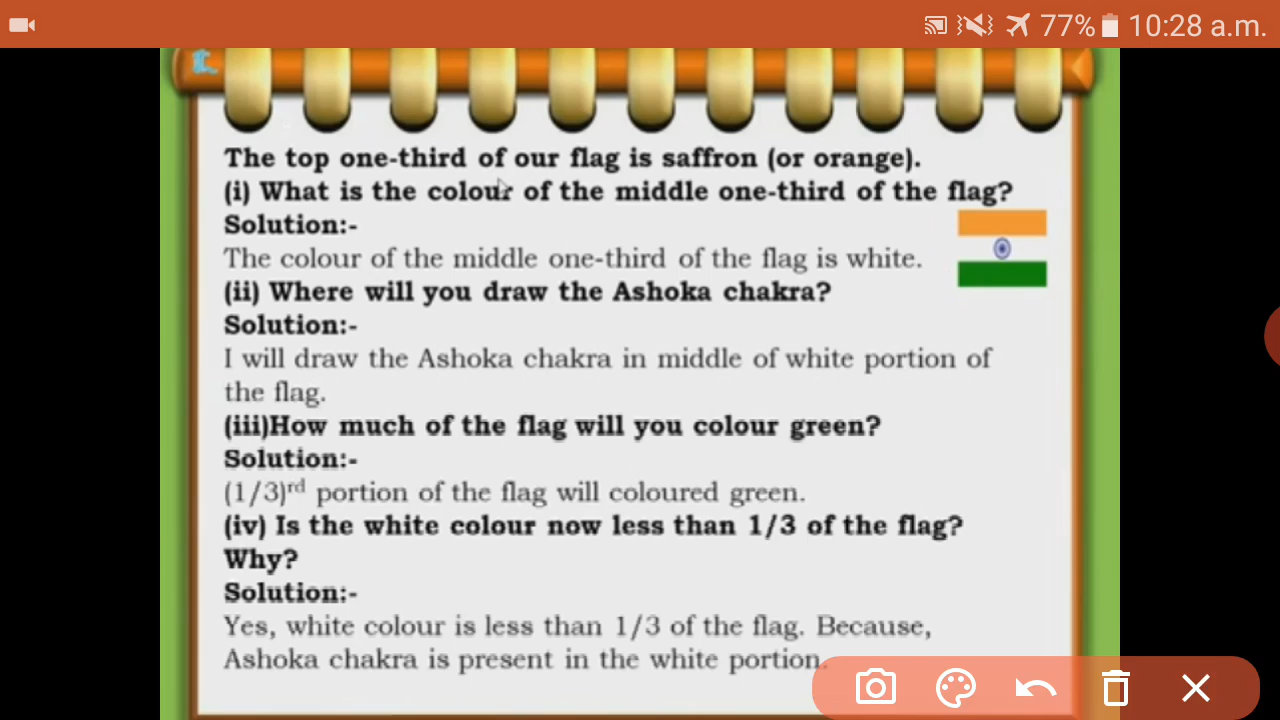 77% 10:28 a.m.
The top one-third of our flag is saffron (or orange).
(i) What is the colour of the middle one-third of the flag?
Solution:-
The colour of the middle one-third of the flag is white.
(ii) Where will you draw the Ashoka chakra?
Solution:-
I will draw the Ashoka chakra in middle of white portion of
the flag.
(iii)How much of the flag will you colour green?
Solution:-
(1/3)rd portion of the flag will coloured green.
(iv) Is the white colour now less than 1/3 of the flag?
Why?
Solution:-
Yes, white colour is less than 1/3 of the flag. Because,
Ashoka chakra is present in the white portion.